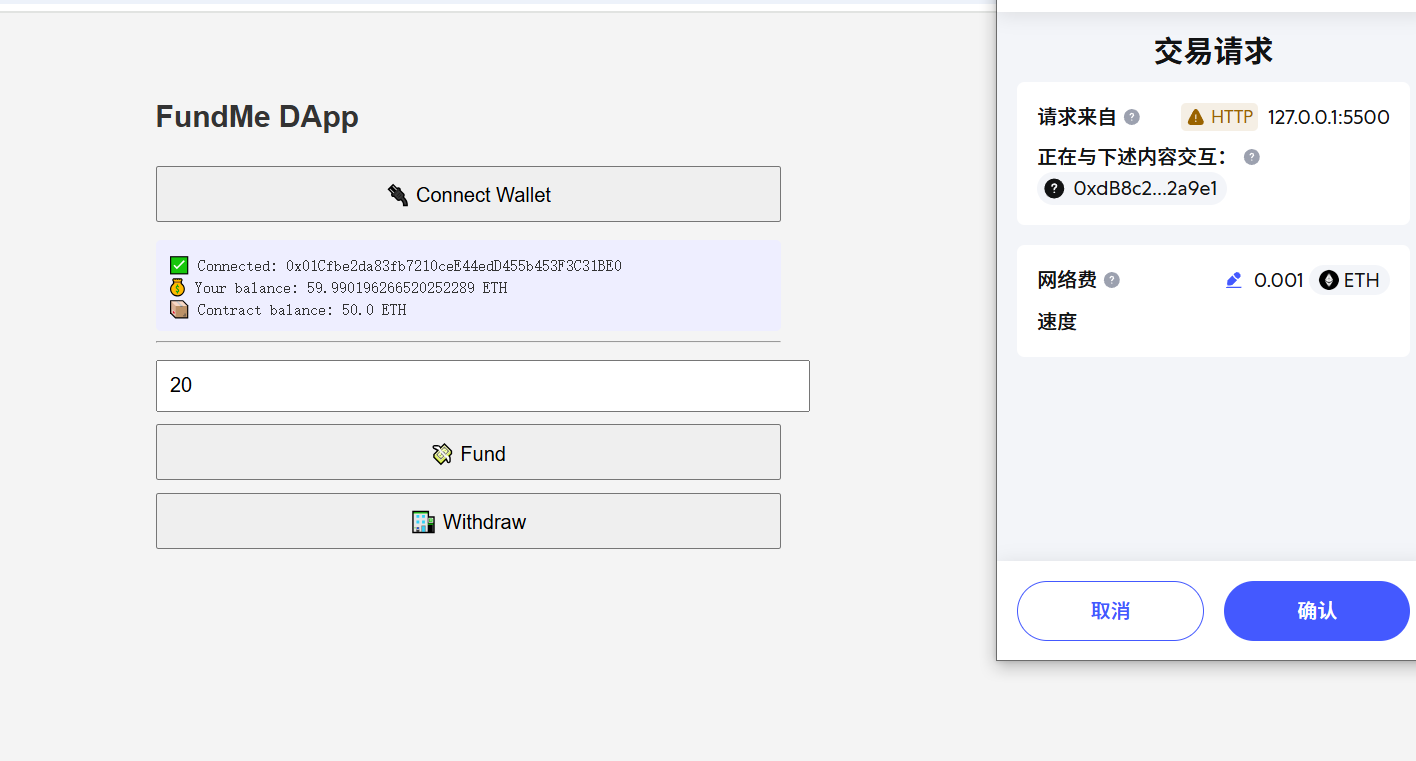 FundMe DApp
Connect Wallet
Connected: 0x01Cfbe2da83fb7210ceE44edD455b453F3C31BE0
Your balance: 59.990196266520252289 ETH
Contract balance: 50.0 ETH
20
Fund
Withdraw
交易请求
请求来自 HTTP 127.0.0.1:5500
正在与下述内容交互：
0xdB8c2...2a9e1
网络费 0.001 ETH
速度
取消 确认